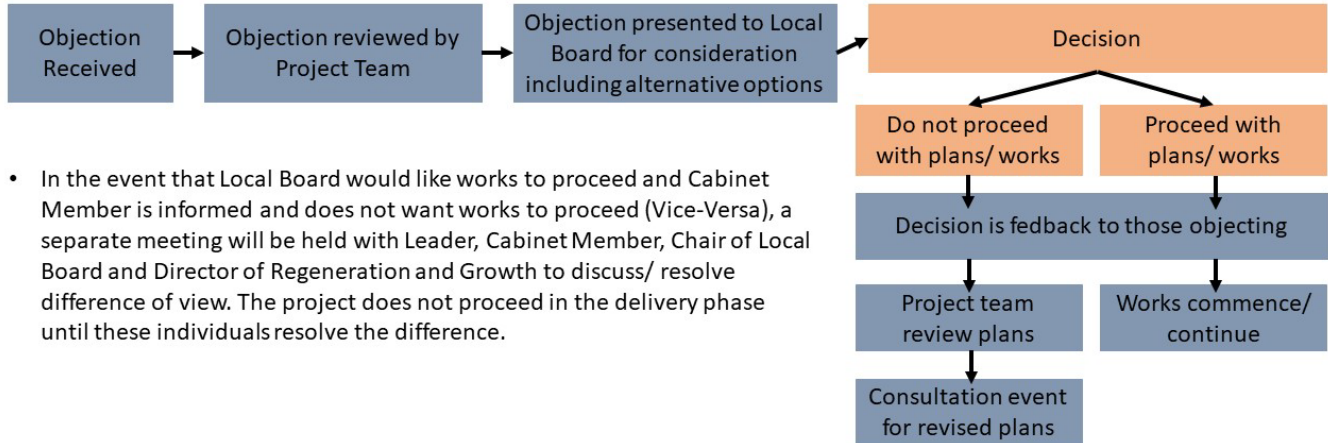 Objection
Received
Objection reviewed by
Project Team
Objection presented to Local
Board for consideration
including alternative options
Decision
Do not proceed
with plans/ works
Proceed with
plans/ works
Decision is fedback to those objecting
Project team
review plans
Works commence/
continue
Consultation event
for revised plans
• In the event that Local Board would like works to proceed and Cabinet
Member is informed and does not want works to proceed (Vice-Versa), a
separate meeting will be held with Leader, Cabinet Member, Chair of Local
Board and Director of Regeneration and Growth to discuss/ resolve
difference of view. The project does not proceed in the delivery phase
until these individuals resolve the difference.